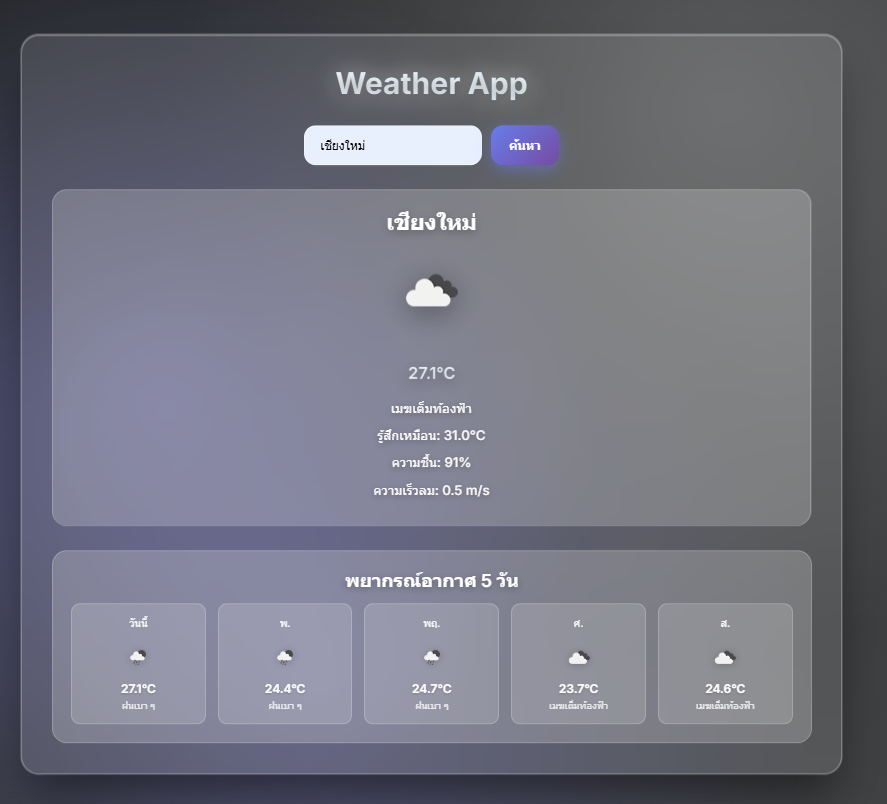 Weather App
เชียงใหม่
ค้นหา
เชียงใหม่
27.1°C
เมฆเต็มท้องฟ้า
รู้สึกเหมือน: 31.0°C
ความชื้น: 91%
ความเร็วลม: 0.5 m/s
พยากรณ์อากาศ 5 วัน
วันนี้
27.1°C
ฝนเบา ๆ
พ.
24.4°C
ฝนเบา ๆ
พฤ.
24.7°C
ฝนเบา ๆ
ศ.
23.7°C
เมฆเต็มท้องฟ้า
ส.
24.6°C
เมฆเต็มท้องฟ้า